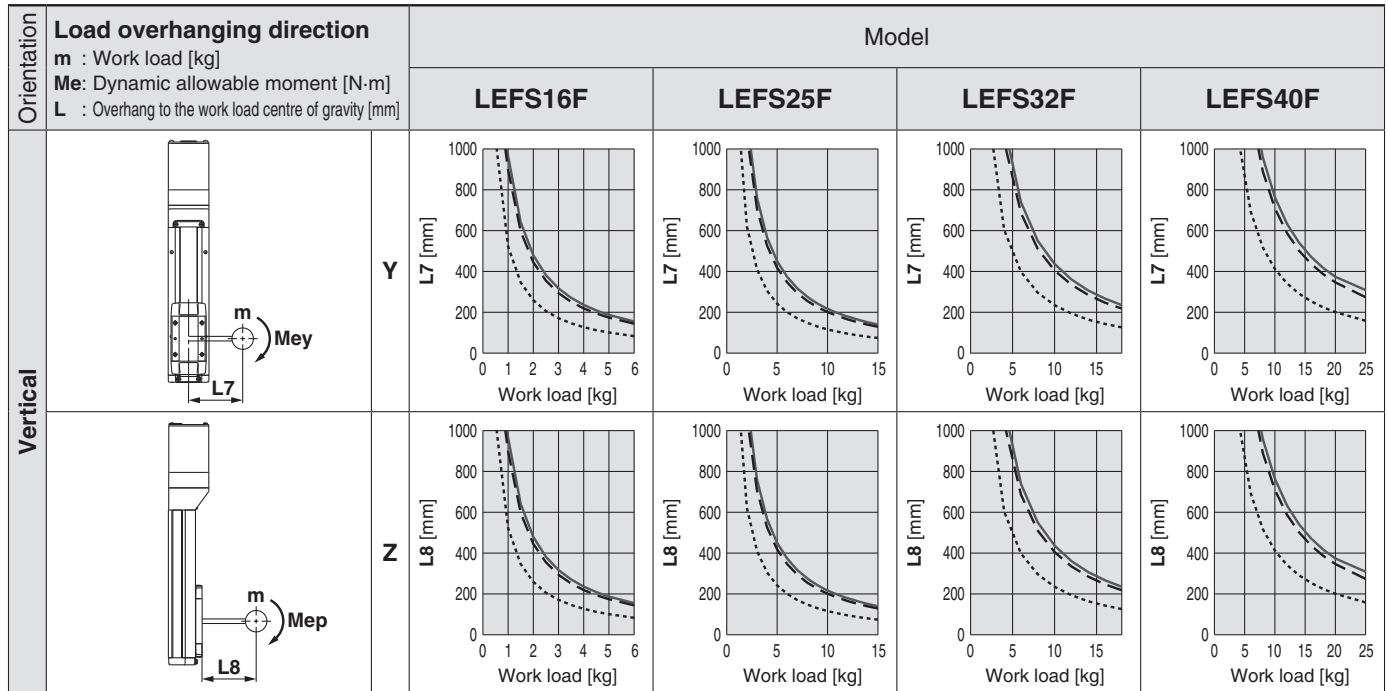 Orientation
Load overhanging direction
m : Work load [kg]
Me: Dynamic allowable moment [N·m]
L : Overhang to the work load centre of gravity [mm]
Model
LEFS16F
LEFS25F
LEFS32F
LEFS40F
Vertical
m
Mey
L7
Y
L7 [mm]
1000
800
600
400
200
0
0 1 2 3 4 5 6
Work load [kg]
L7 [mm]
1000
800
600
400
200
0
0 5 10 15
Work load [kg]
L7 [mm]
1000
800
600
400
200
0
0 5 10 15
Work load [kg]
L7 [mm]
1000
800
600
400
200
0
0 5 10 15 20 25
Work load [kg]
m
Mep
L8
Z
L8 [mm]
1000
800
600
400
200
0
0 1 2 3 4 5 6
Work load [kg]
L8 [mm]
1000
800
600
400
200
0
0 5 10 15
Work load [kg]
L8 [mm]
1000
800
600
400
200
0
0 5 10 15
Work load [kg]
L8 [mm]
1000
800
600
400
200
0
0 5 10 15 20 25
Work load [kg]